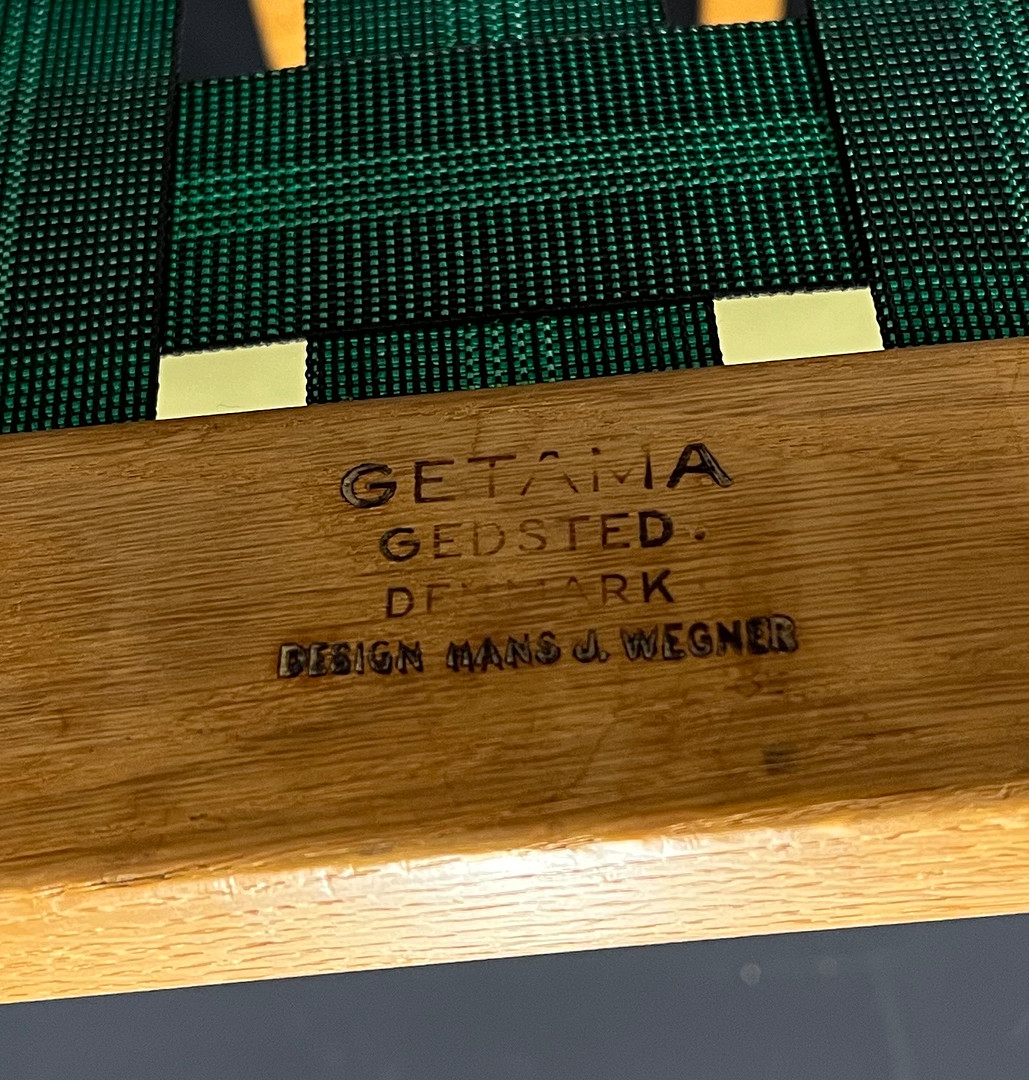 GETAMA
GEDSTED.
DENMARK
DESIGN HANS J. WEGNER